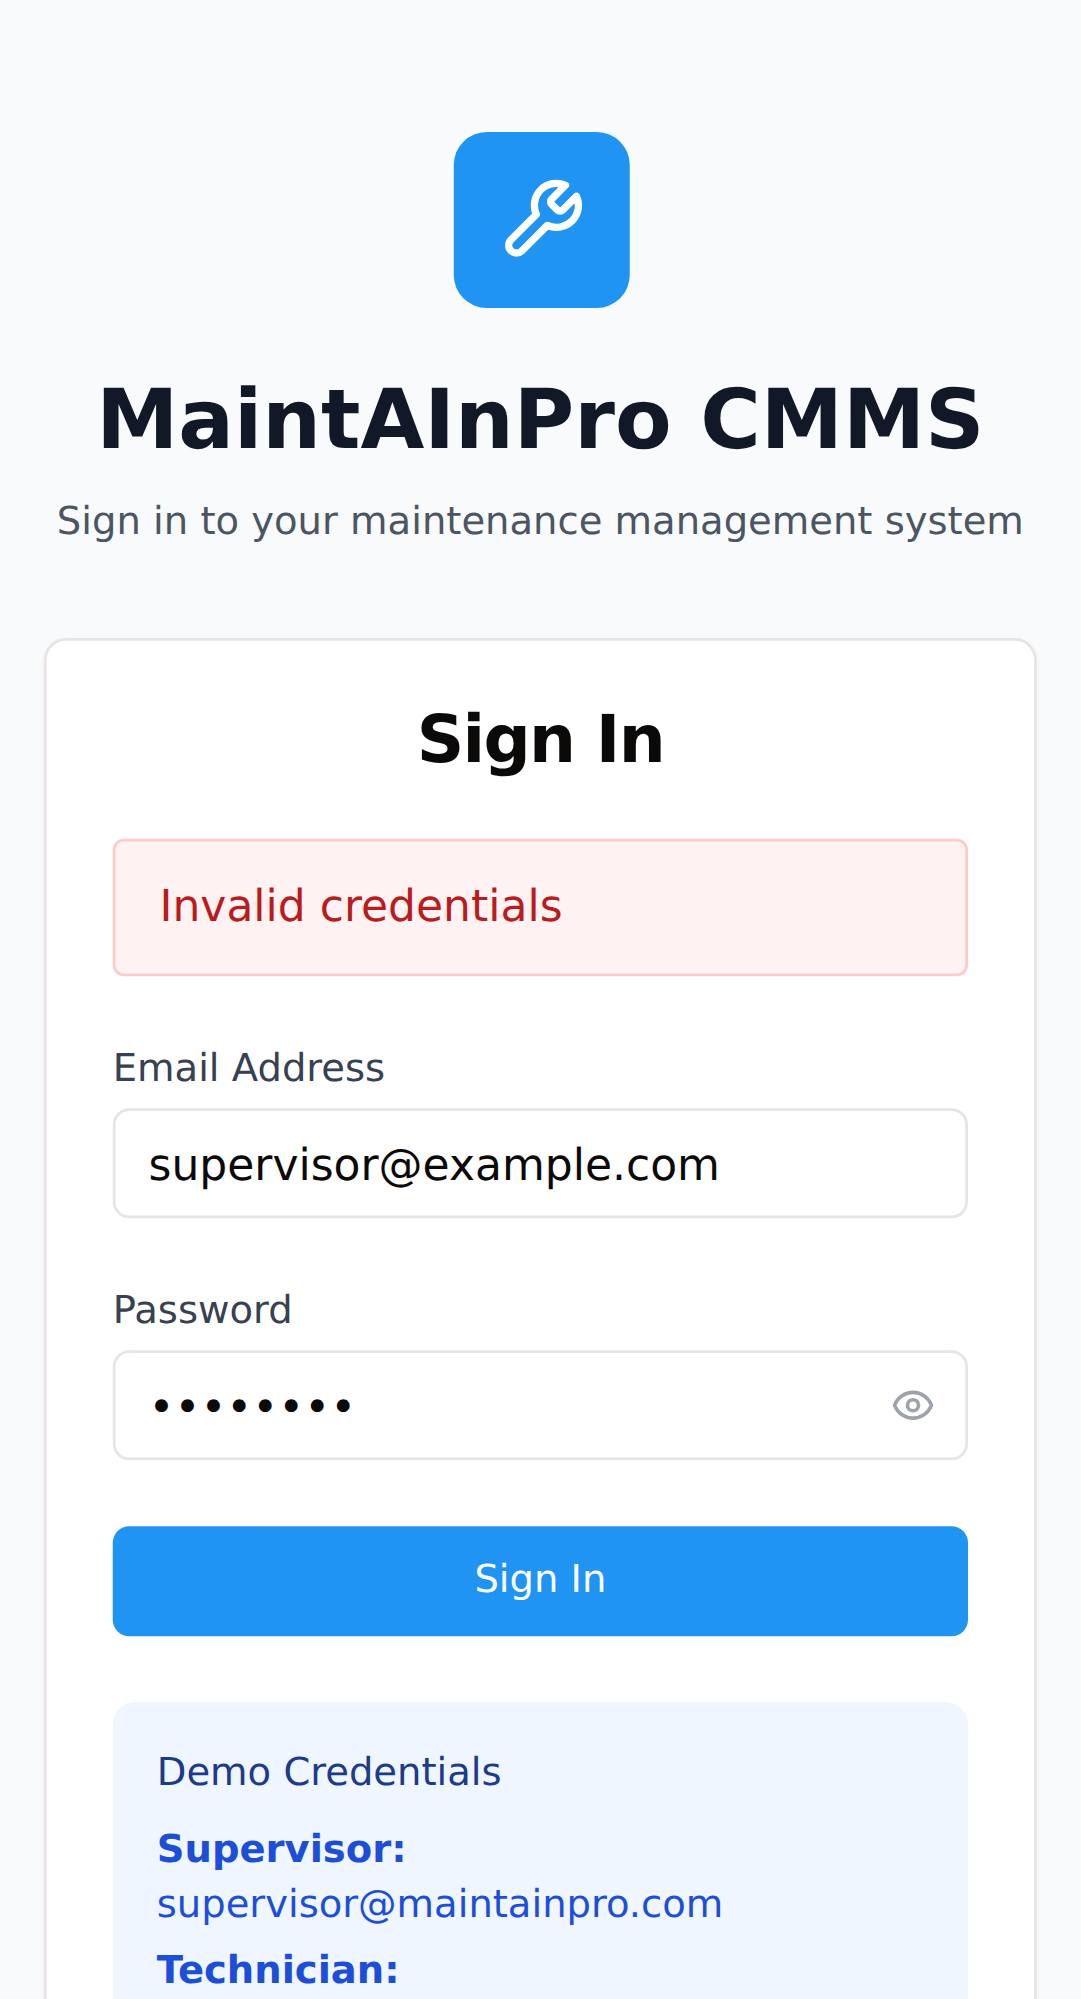 MaintAInPro CMMS
Sign in to your maintenance management system
Sign In
Invalid credentials
Email Address
supervisor@example.com
Password
••••••••
Sign In
Demo Credentials
Supervisor:
supervisor@maintainpro.com
Technician: